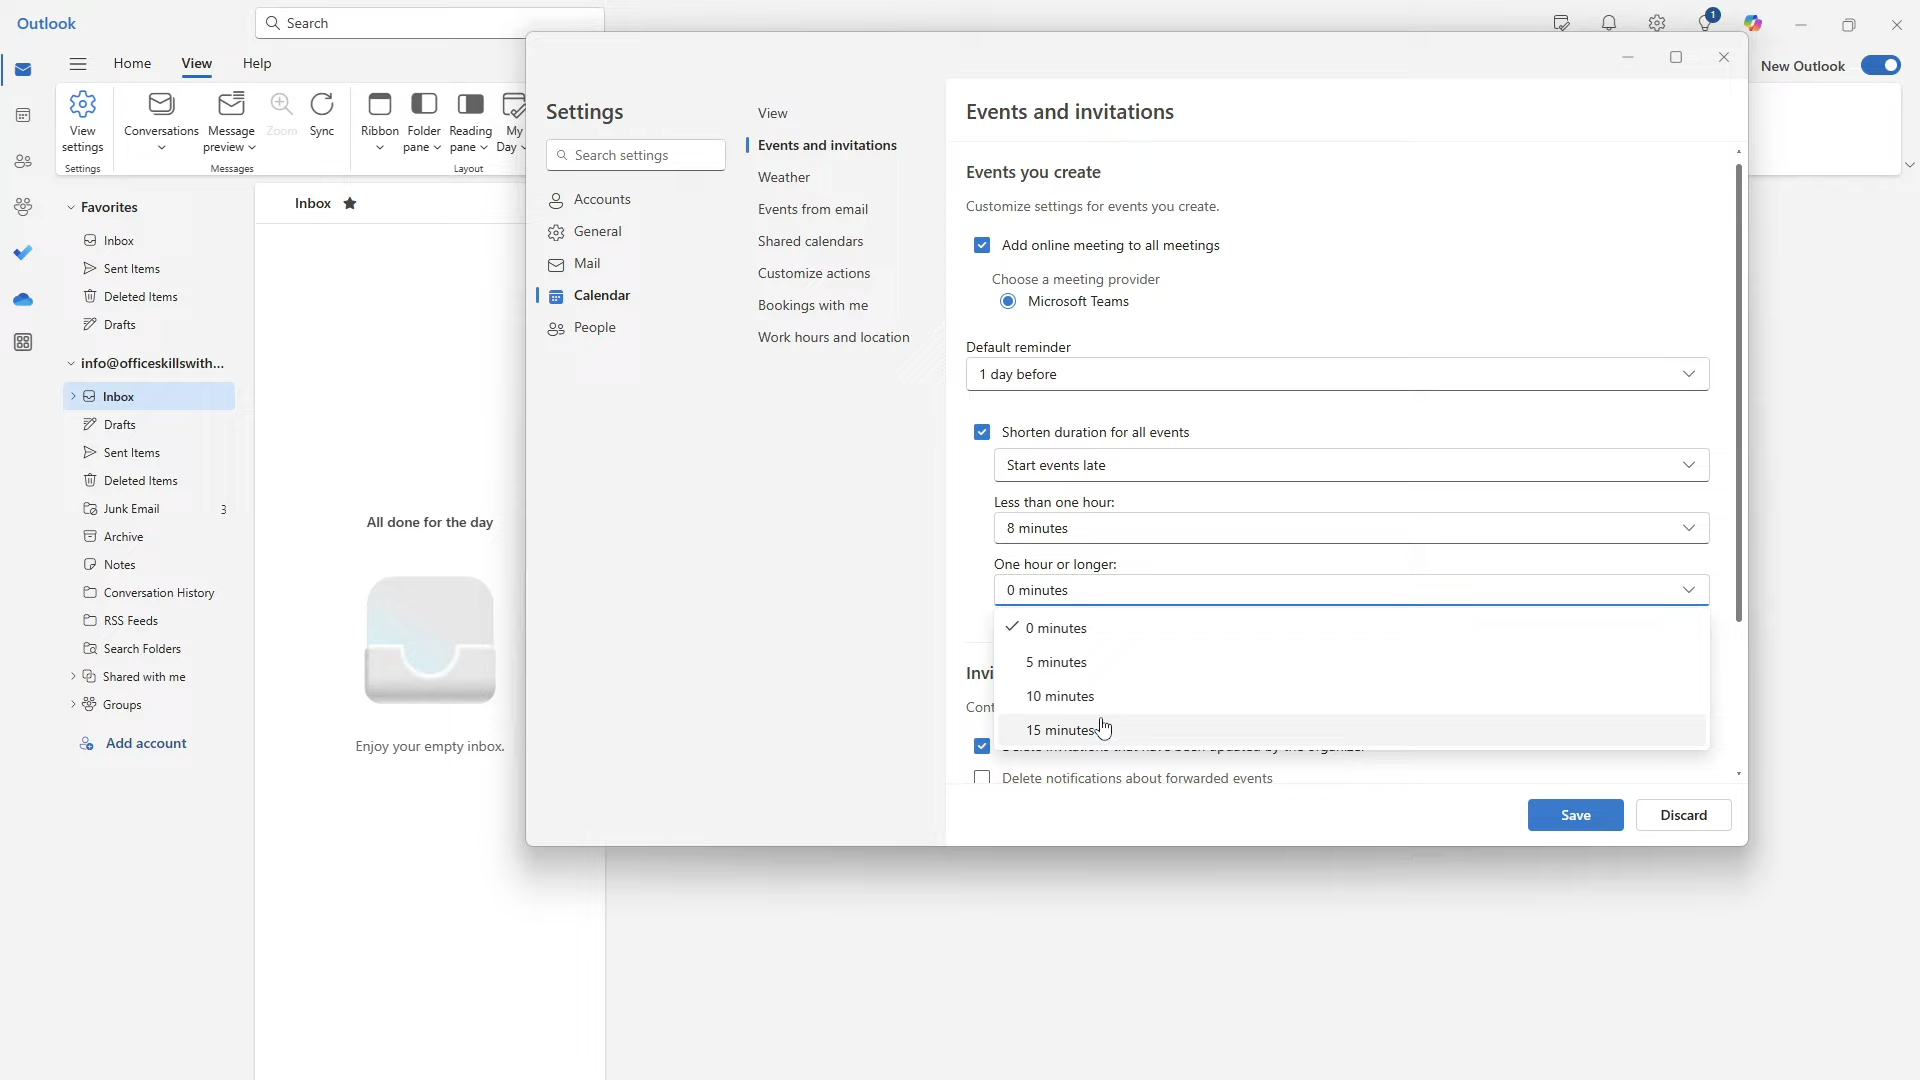 Outlook
Search
1
Home
View
Help
New Outlook
View settings
Conversations
Message preview
Zoom
Sync
Ribbon
Folder pane
Reading pane
My Day
Settings
Messages
Layout
Favorites
Inbox
Sent Items
Deleted Items
Drafts
info@officeskillswith...
Inbox
Drafts
Sent Items
Deleted Items
Junk Email 3
Archive
Notes
Conversation History
RSS Feeds
Search Folders
Shared with me
Groups
Add account
Inbox
All done for the day
Enjoy your empty inbox.
Settings
Search settings
Accounts
General
Mail
Calendar
People
View
Events and invitations
Weather
Events from email
Shared calendars
Customize actions
Bookings with me
Work hours and location
Events and invitations
Events you create
Customize settings for events you create.
Add online meeting to all meetings
Choose a meeting provider
Microsoft Teams
Default reminder
1 day before
Shorten duration for all events
Start events late
Less than one hour:
8 minutes
One hour or longer:
0 minutes
0 minutes
5 minutes
10 minutes
15 minutes
Invi
Cont
Delete notifications about forwarded events
Save
Discard